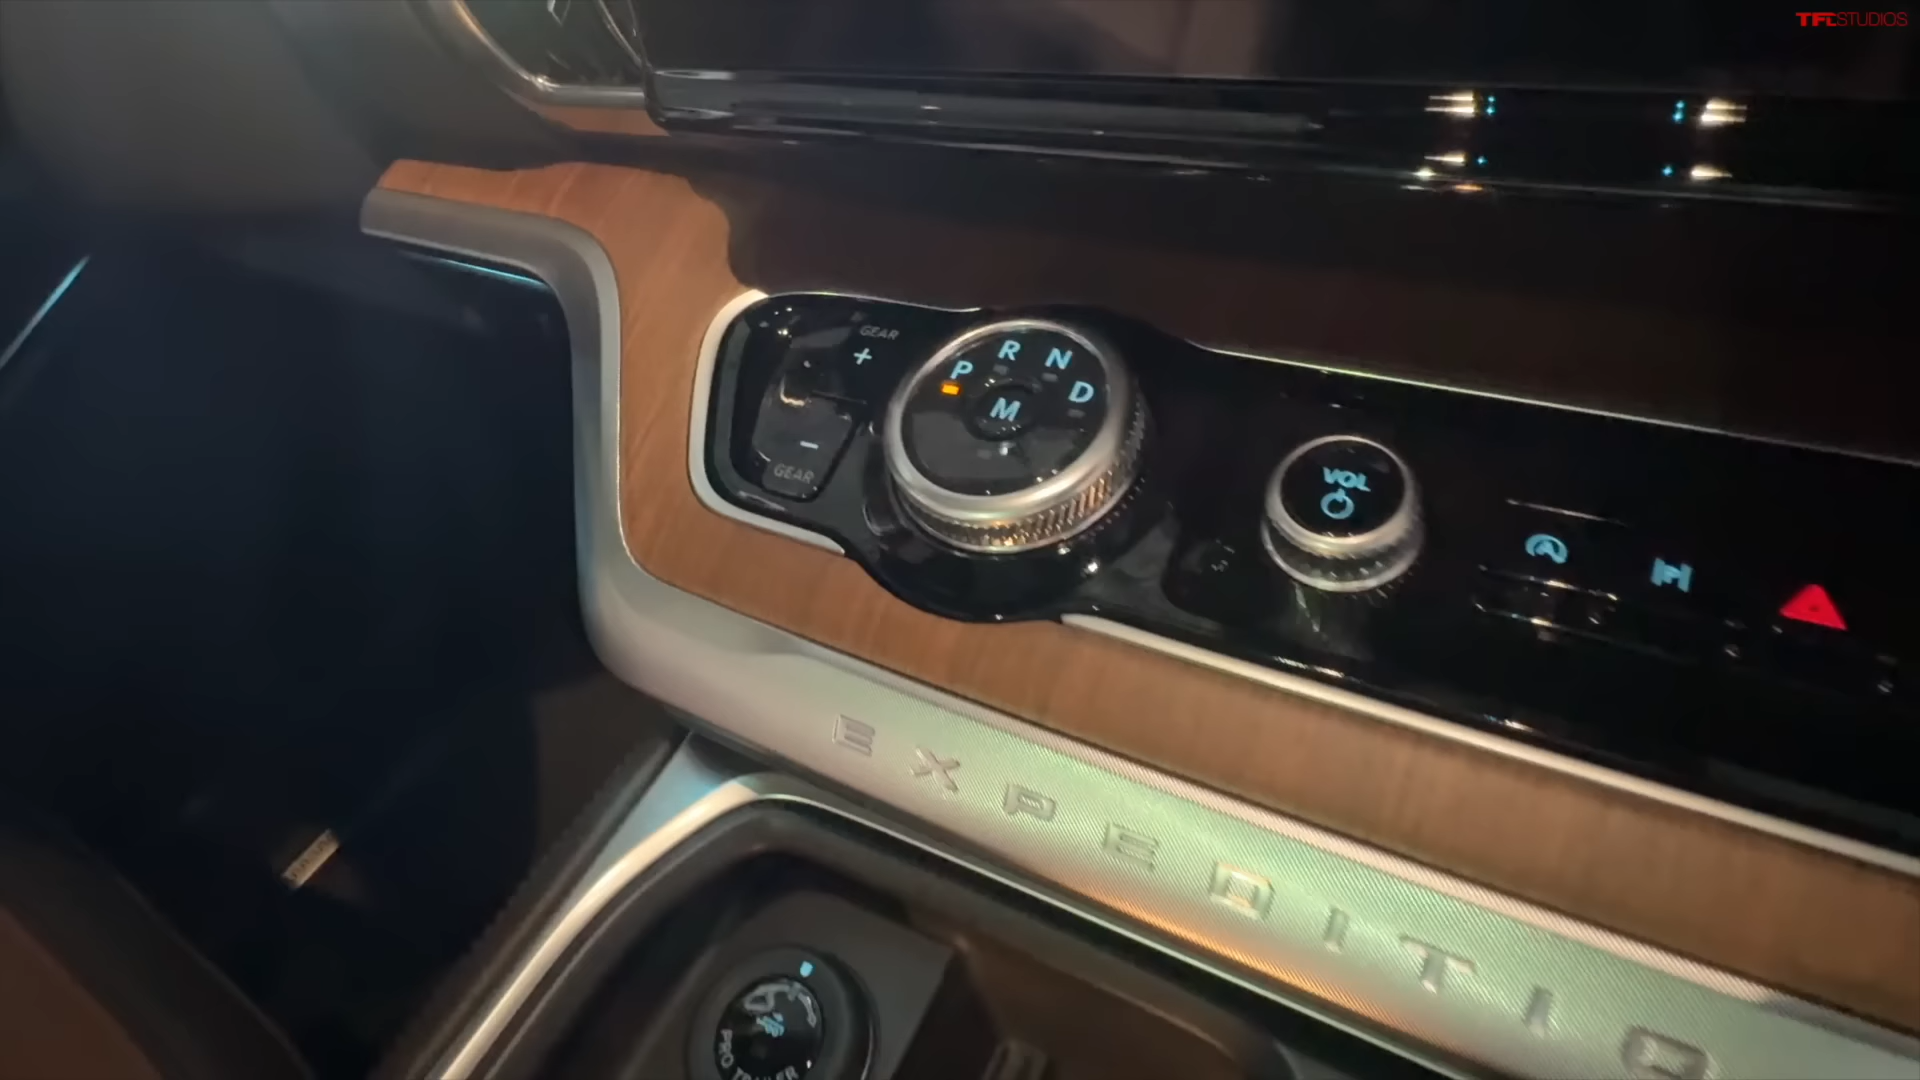 TFLSTUDIOS
GEAR
+
P R N D
M
-
GEAR
VOL
EXPEDITIO
PRO TRAILER